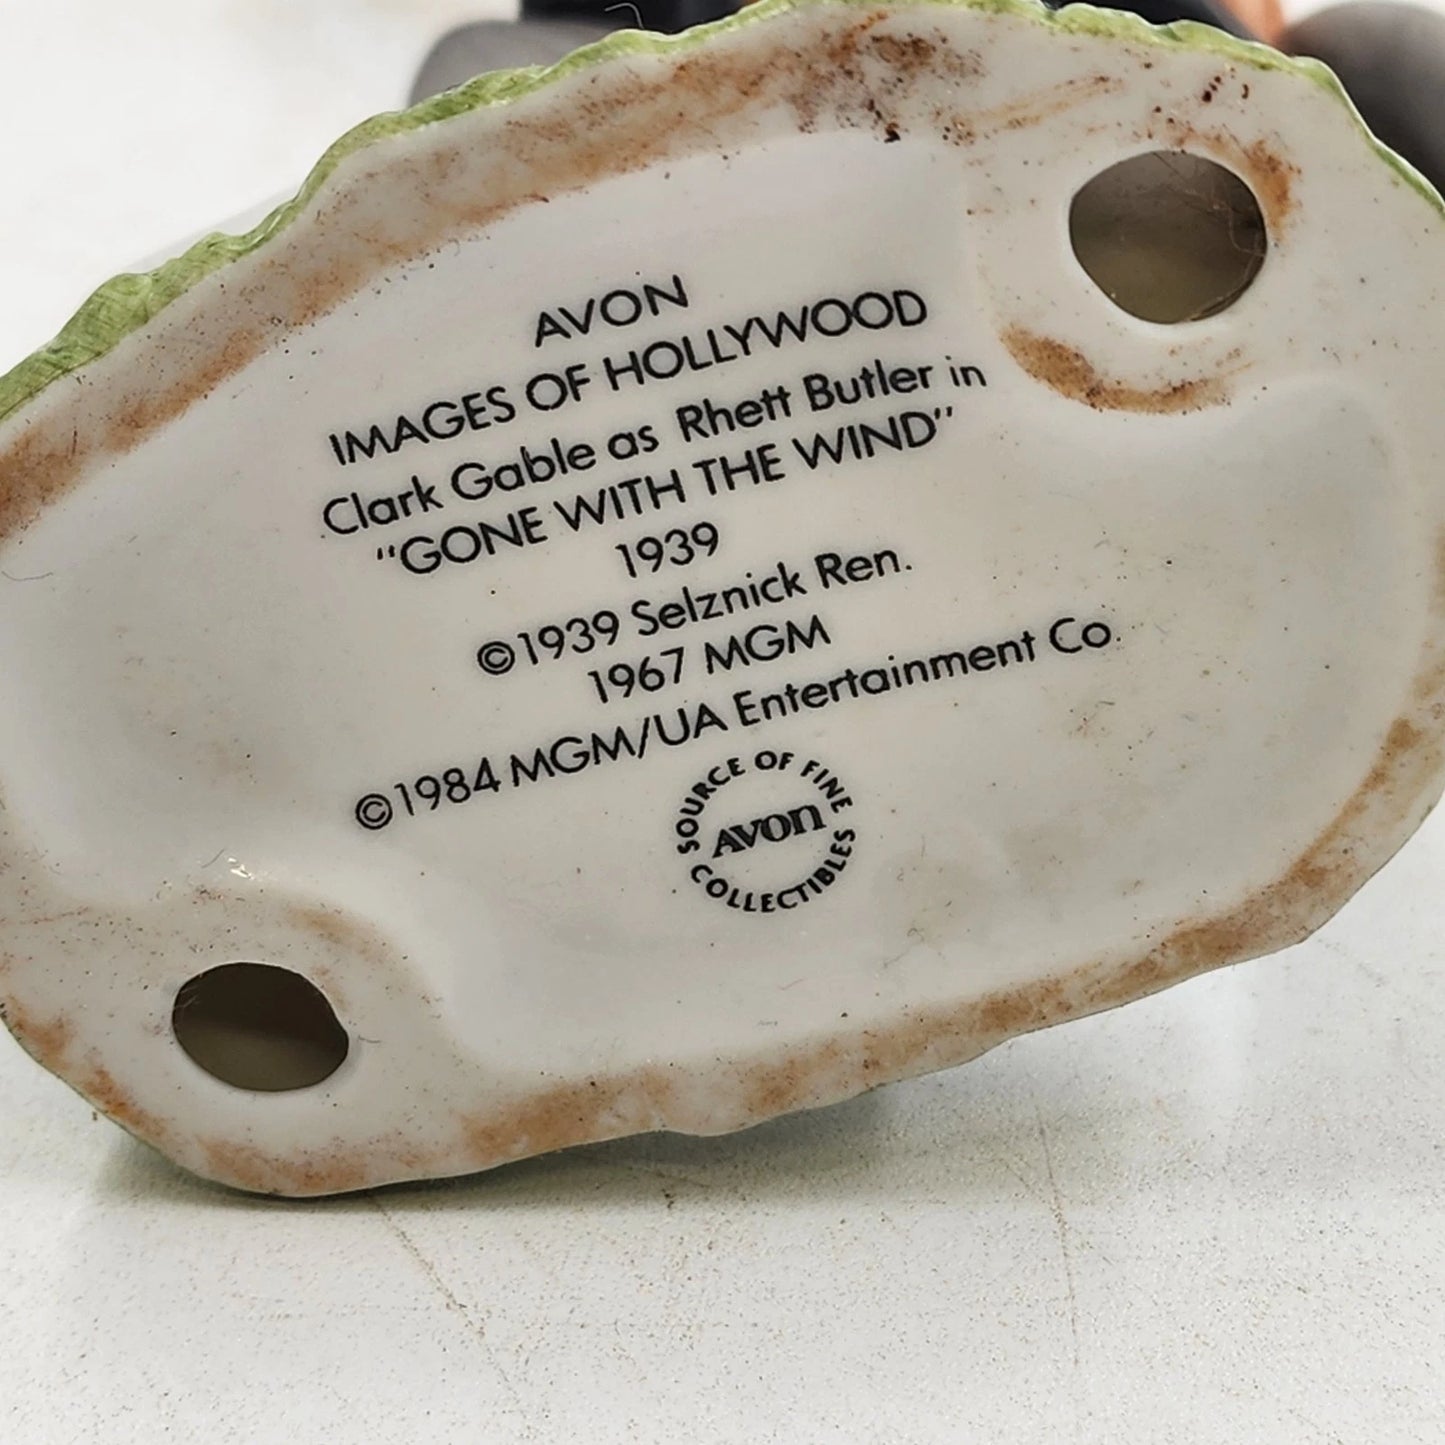 AVON
IMAGES OF HOLLYWOOD
Clark Gable as Rhett Butler in
"GONE WITH THE WIND"
1939
©1939 Selznick Ren.
1967 MGM
©1984 MGM/UA Entertainment Co.
SOURCE OF FINE
AVON
COLLECTIBLES